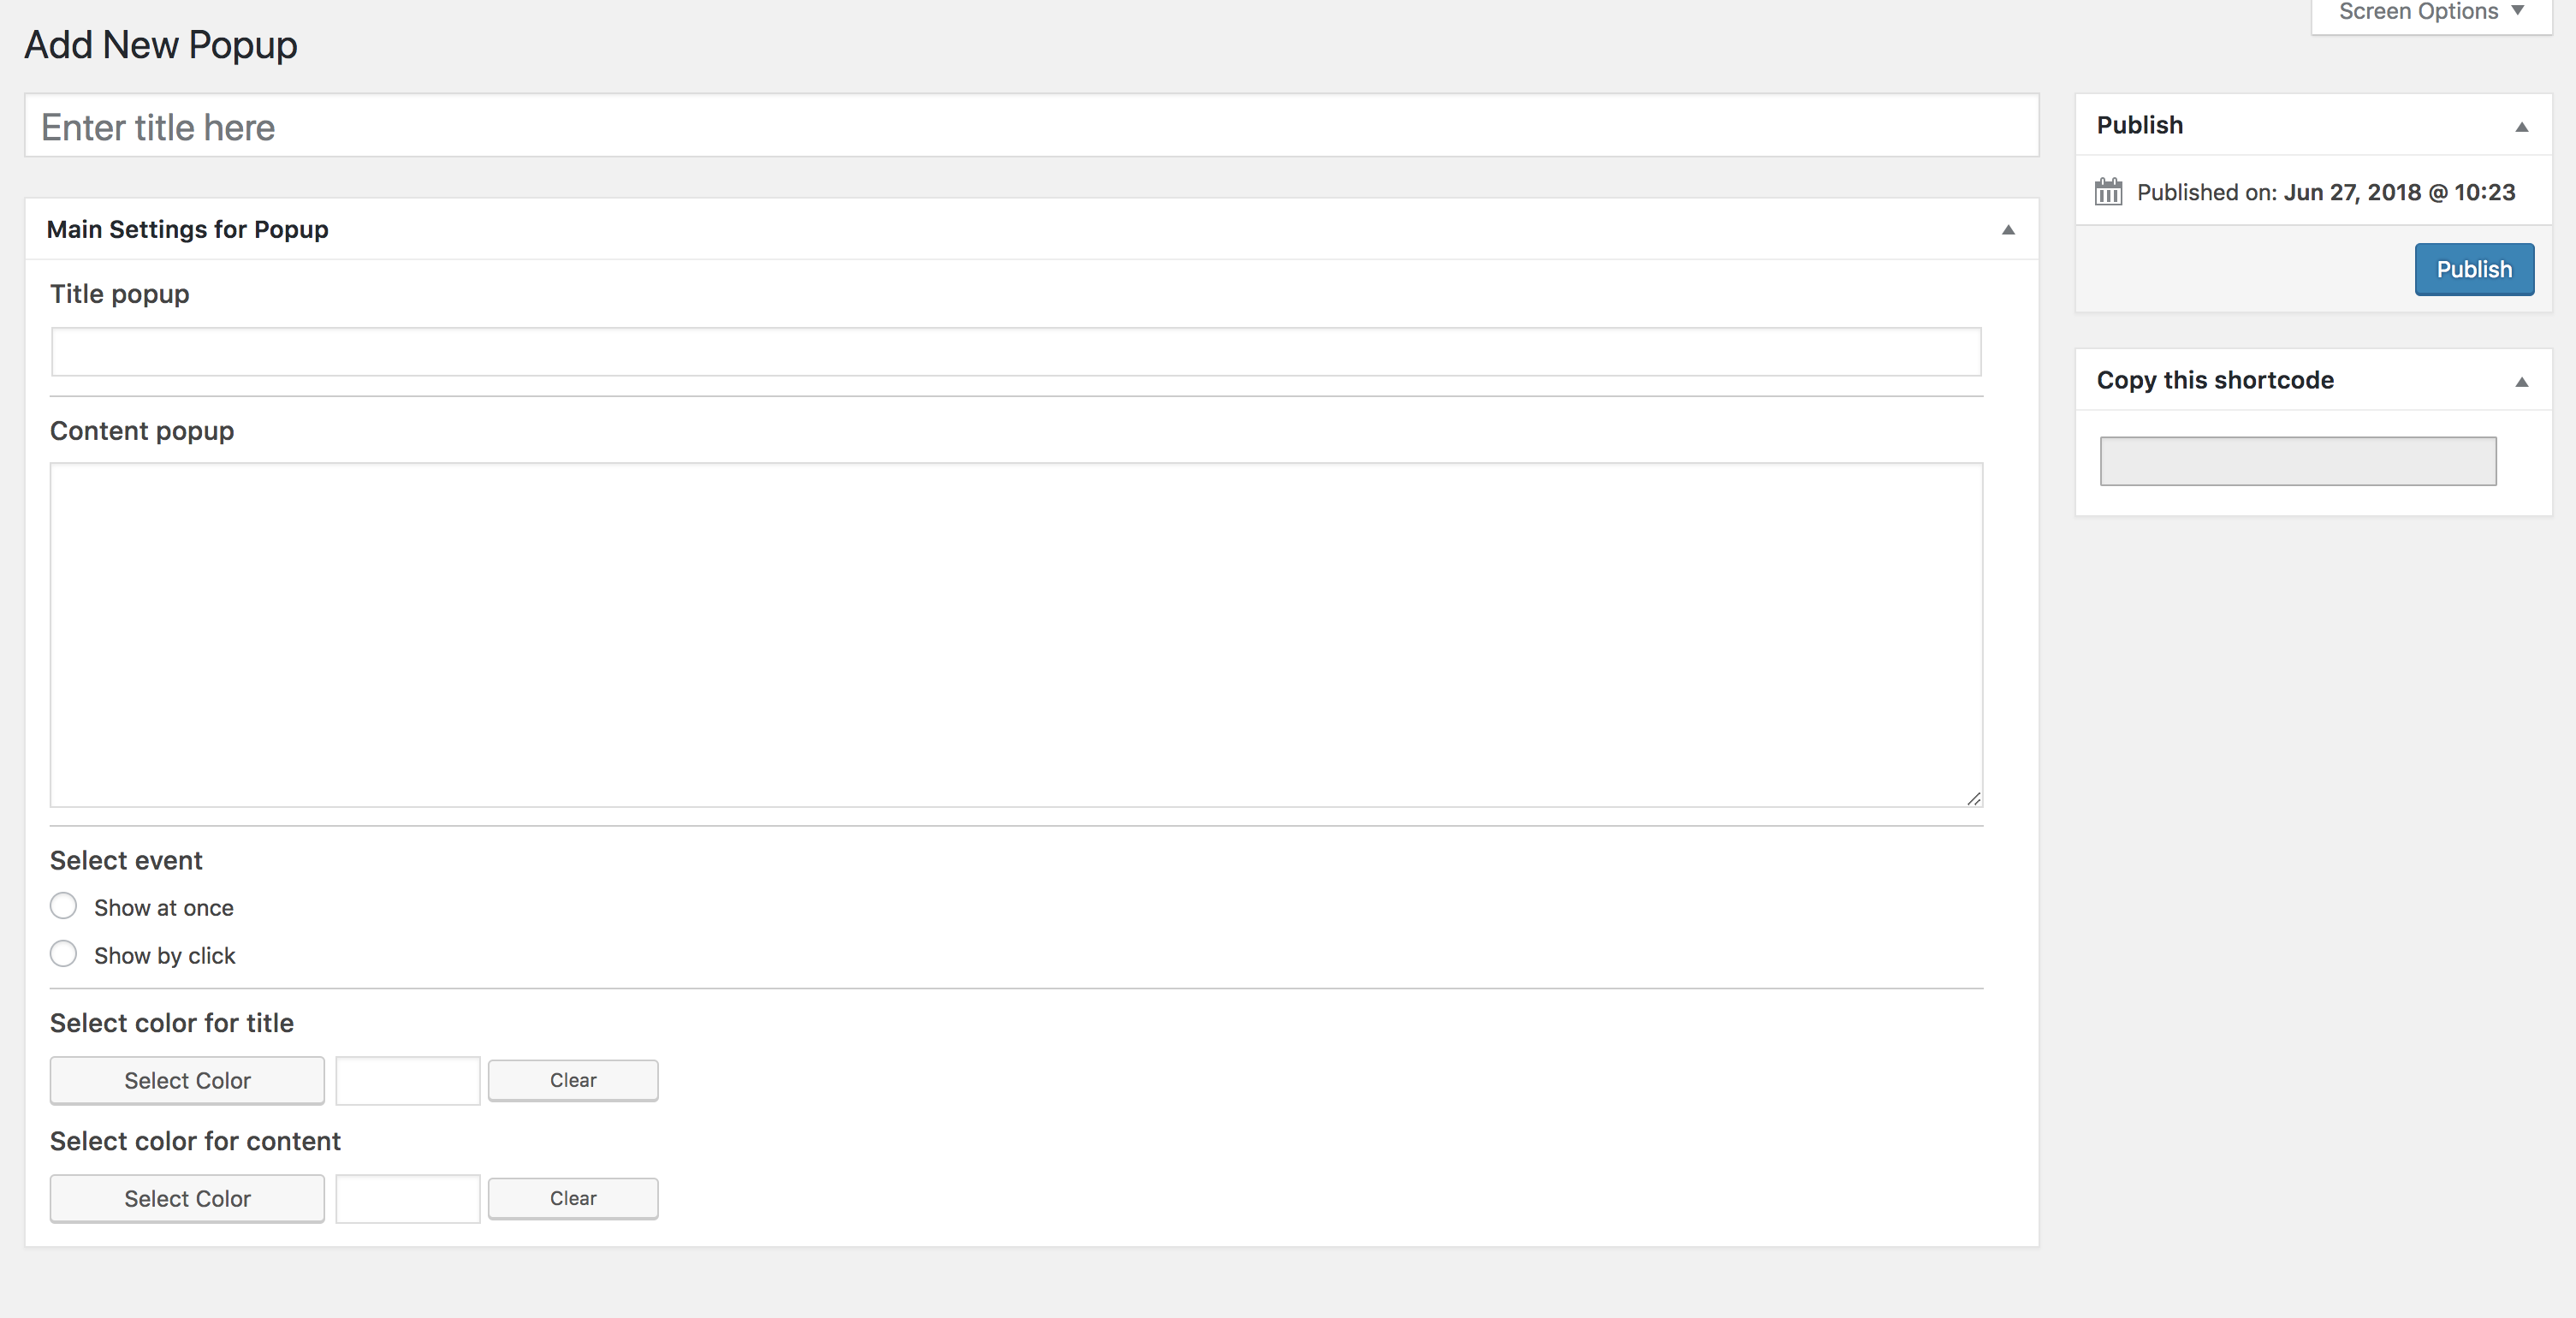 Screen Options
Add New Popup
Enter title here
Main Settings for Popup
Title popup
Content popup
Select event
Show at once
Show by click
Select color for title
Select Color
Clear
Select color for content
Select Color
Clear
Publish
Published on: Jun 27, 2018 @ 10:23
Publish
Copy this shortcode